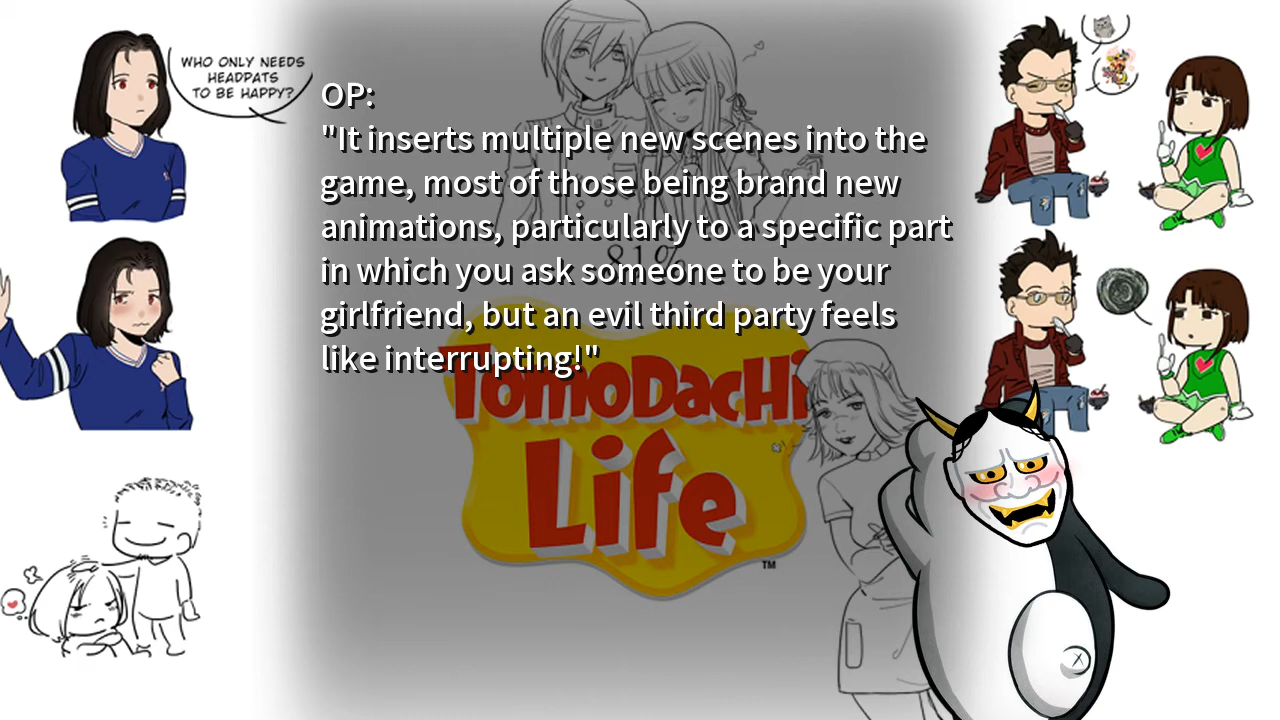 WHO ONLY NEEDS
HEADPATS
TO BE HAPPY?
OP:
"It inserts multiple new scenes into the
game, most of those being brand new
animations, particularly to a specific part
in which you ask someone to be your
girlfriend, but an evil third party feels
like interrupting!"
81%
Tomodachi
Life
TM